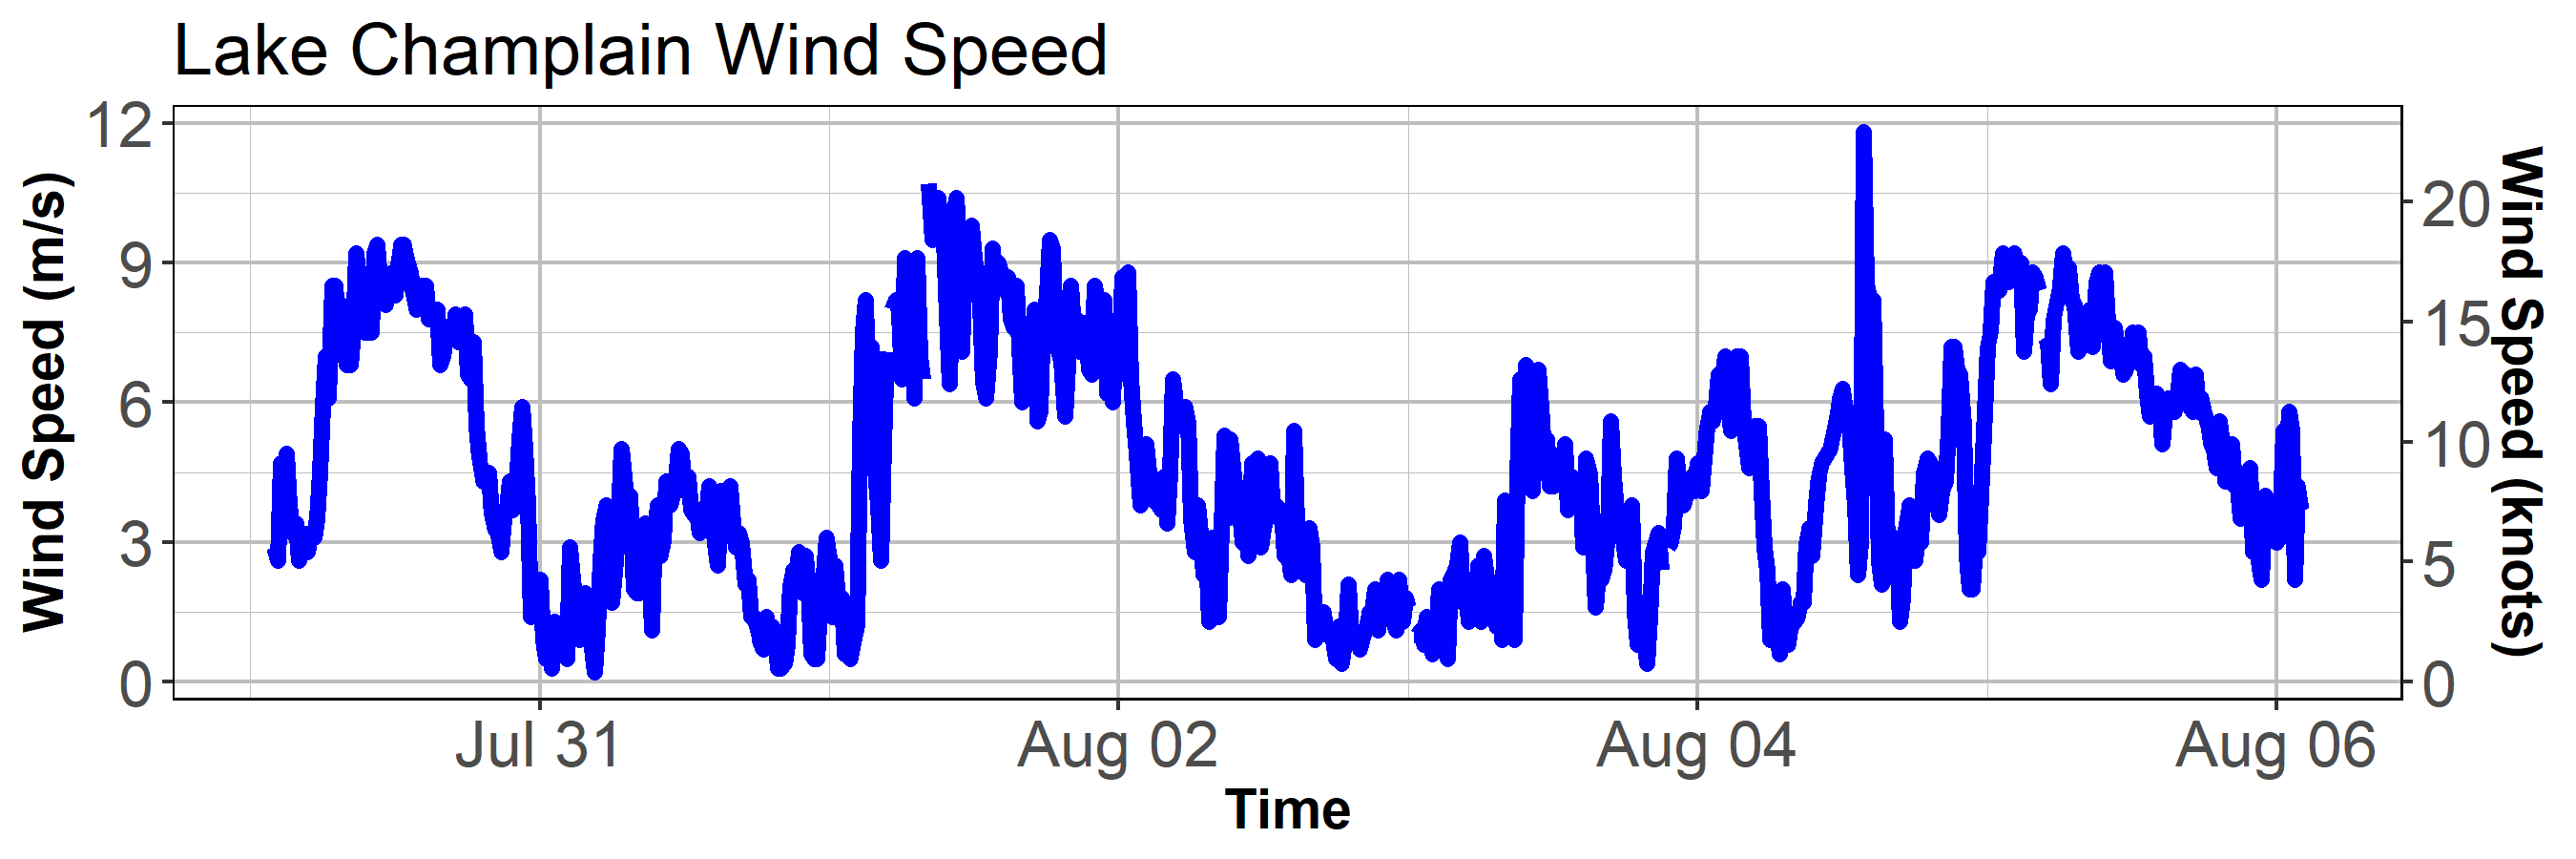 Lake Champlain Wind Speed
12
9
6
3
0
Wind Speed (m/s)
20
15
10
5
0
Wind Speed (knots)
Jul 31
Aug 02
Aug 04
Aug 06
Time